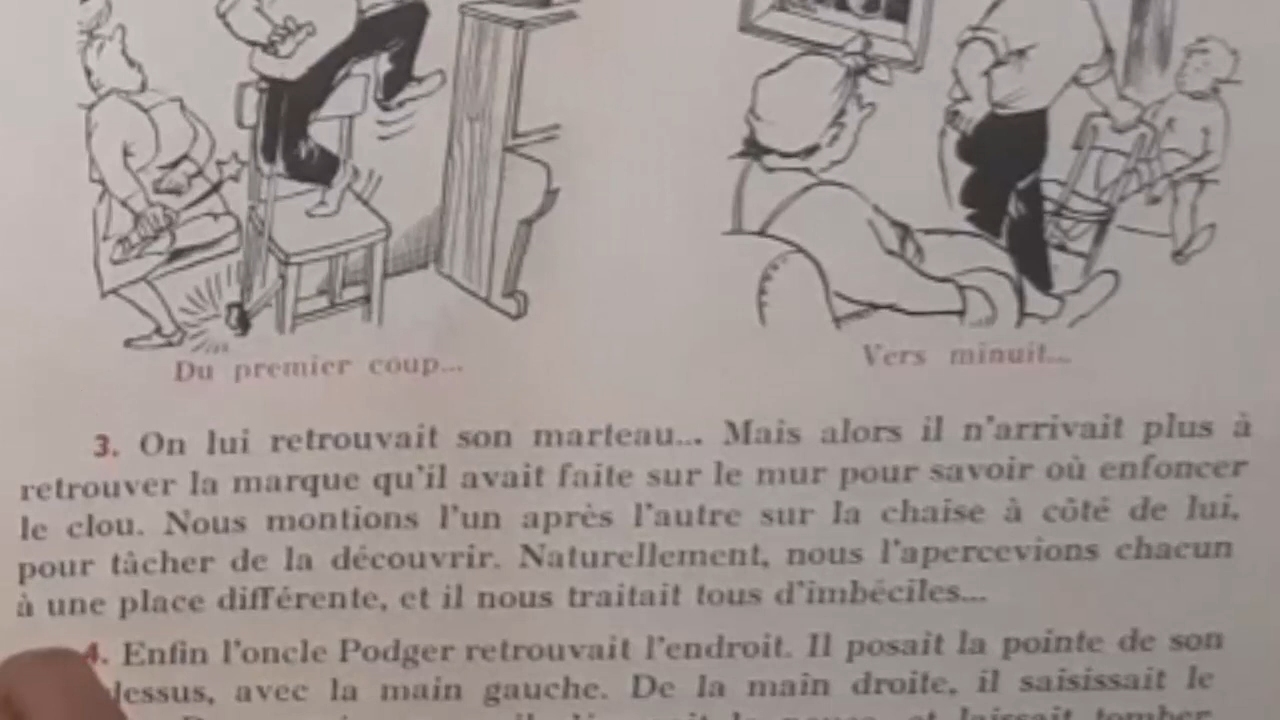 Du premier coup...
Vers minuit...
3. On lui retrouvait son marteau... Mais alors il n'arrivait plus à
retrouver la marque qu'il avait faite sur le mur pour savoir où enfoncer
le clou. Nous montions l'un après l'autre sur la chaise à côté de lui,
pour tâcher de la découvrir. Naturellement, nous l'apercevions chacun
à une place différente, et il nous traitait tous d'imbéciles...
4. Enfin l'oncle Podger retrouvait l'endroit. Il posait la pointe de son
dessus, avec la main gauche. De la main droite, il saisissait le
et laissait tomber